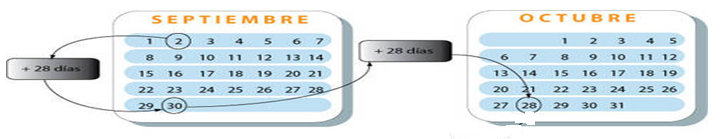 SEPTIEMBRE
1 2 3 4 5 6 7
8 9 10 11 12 13 14
15 16 17 18 19 20 21
22 23 24 25 26 27 28
29 30
+ 28 días
+ 28 días
OCTUBRE
1 2 3 4 5
6 7 8 9 10 11 12
13 14 15 16 17 18 19
20 21 22 23 24 25 26
27 28 29 30 31